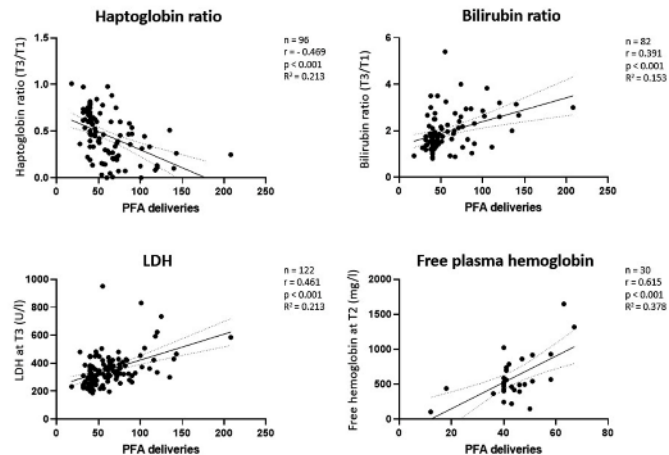 Haptoglobin ratio
n = 96
r = - 0.469
p < 0.001
R² = 0.213
Haptoglobin ratio (T3/T1)
1.5
1.0
0.5
0.0
0 50 100 150 200 250
PFA deliveries
Bilirubin ratio
n = 82
r = 0.391
p < 0.001
R² = 0.153
Bilirubin ratio (T3/T1)
6
4
2
0
0 50 100 150 200 250
PFA deliveries
LDH
n = 122
r = 0.461
p < 0.001
R² = 0.213
LDH at T3 (U/l)
1000
800
600
400
200
0
0 50 100 150 200 250
PFA deliveries
Free plasma hemoglobin
n = 30
r = 0.615
p < 0.001
R² = 0.378
Free hemoglobin at T2 (mg/l)
2000
1500
1000
500
0
0 20 40 60 80
PFA deliveries